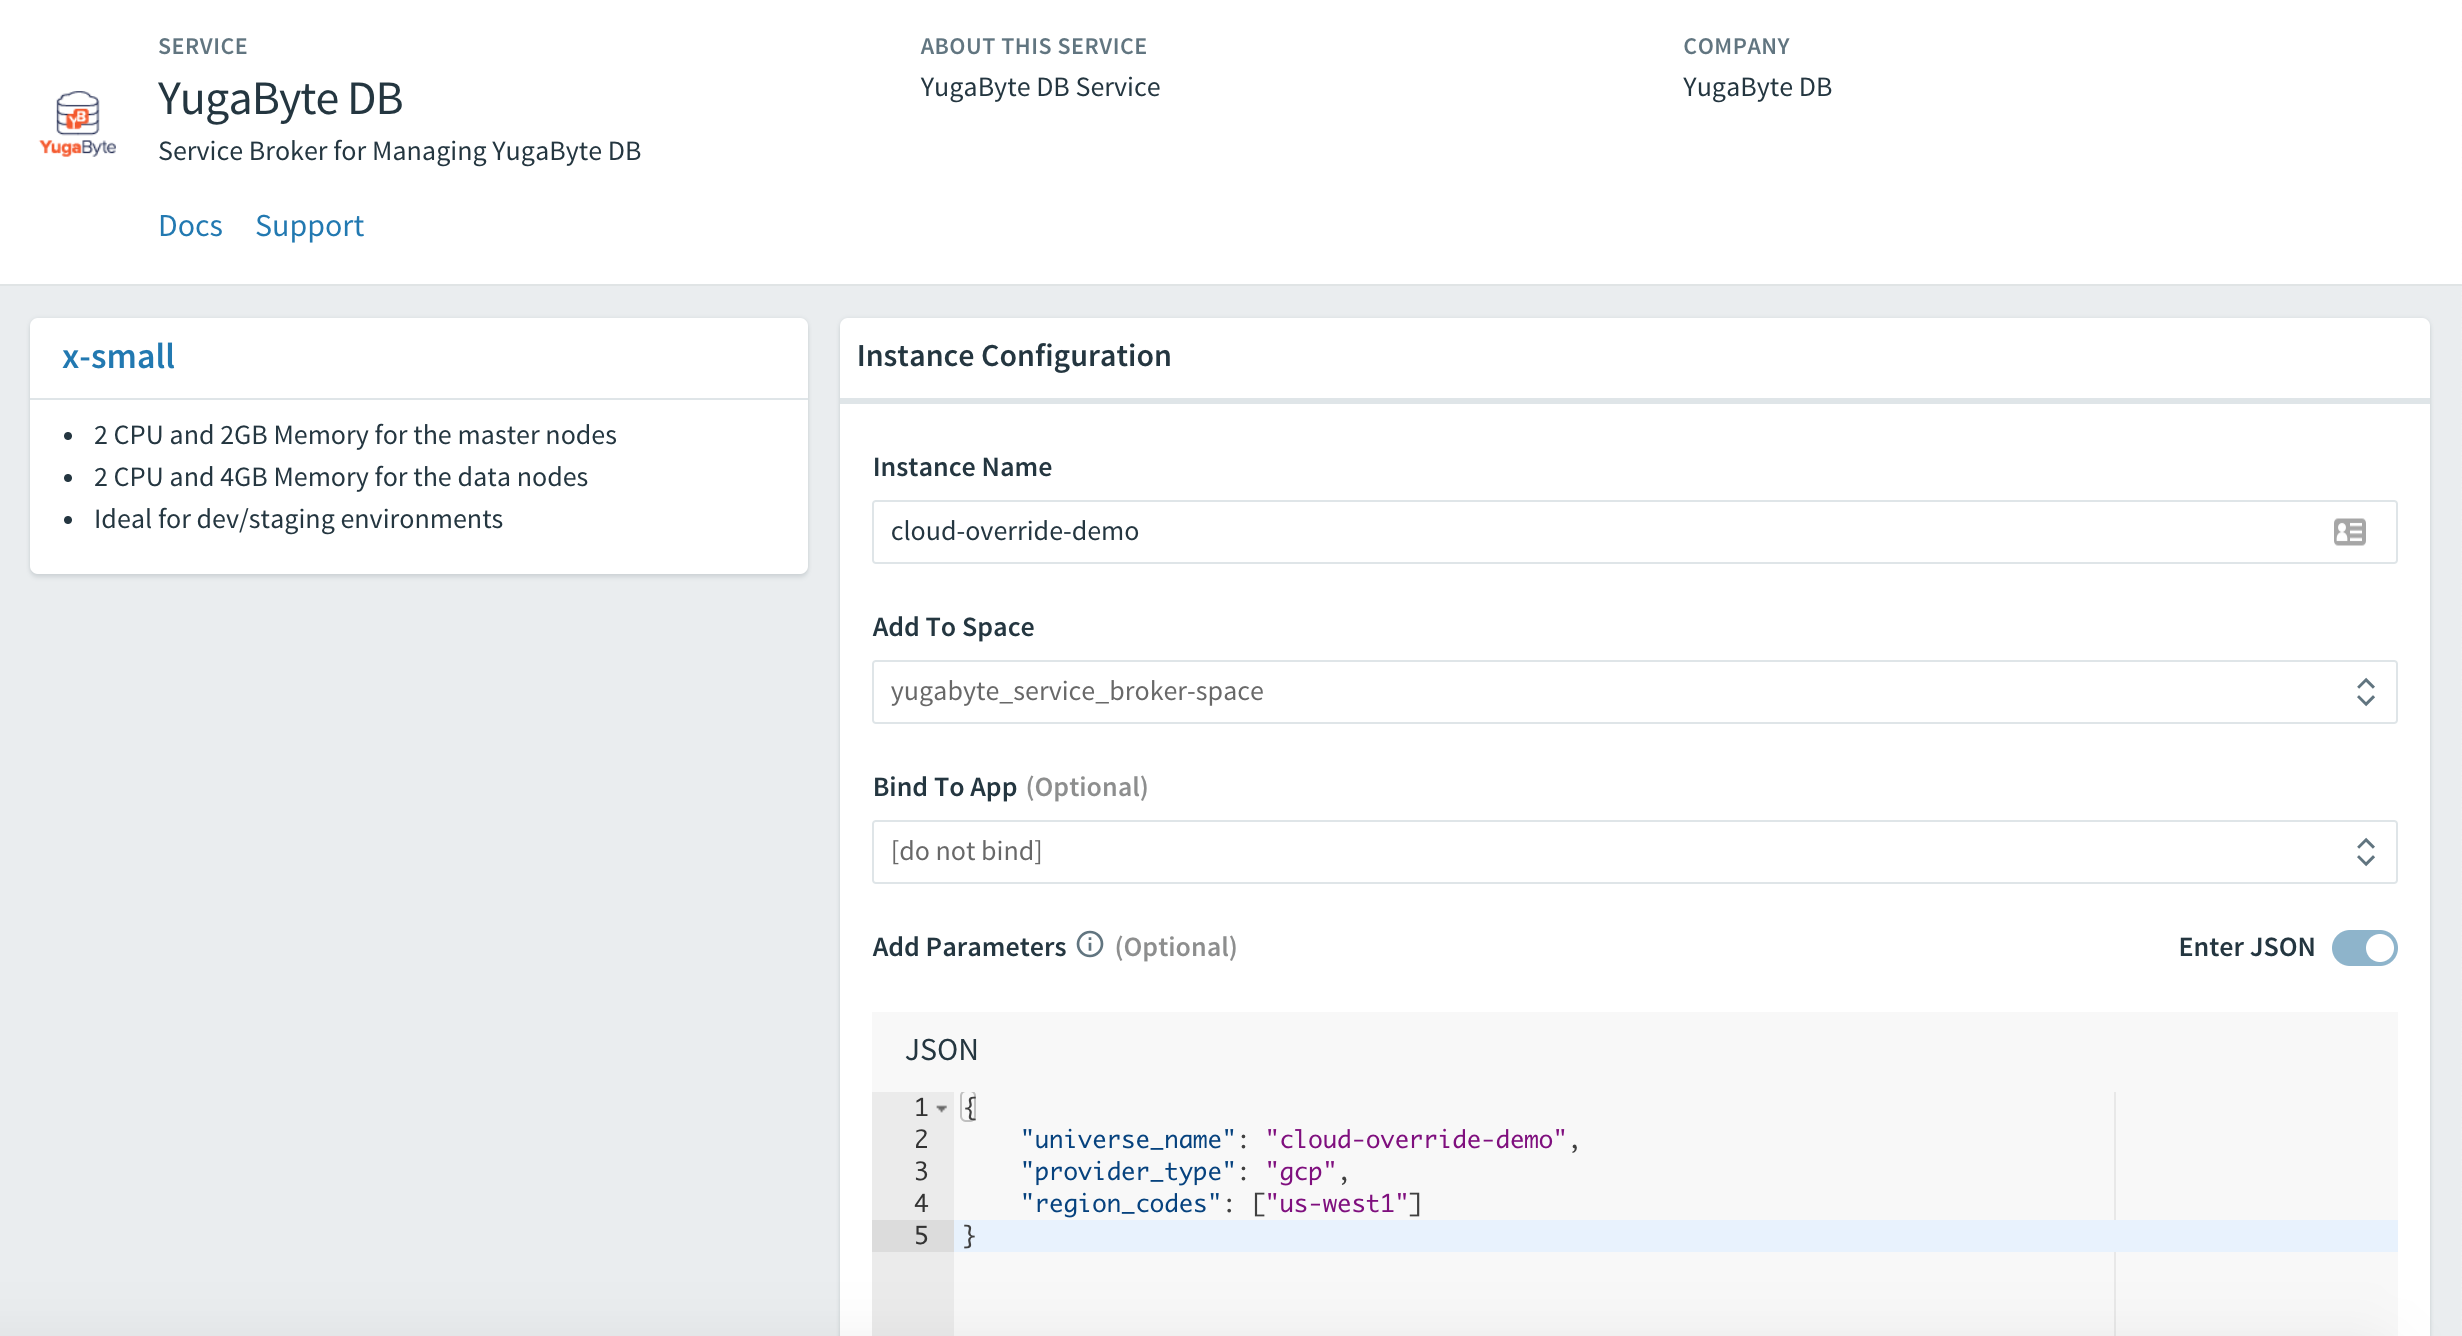 SERVICE
YugaByte DB
Service Broker for Managing YugaByte DB
Docs Support
YB
YugaByte
ABOUT THIS SERVICE
YugaByte DB Service
COMPANY
YugaByte DB
x-small
• 2 CPU and 2GB Memory for the master nodes
• 2 CPU and 4GB Memory for the data nodes
• Ideal for dev/staging environments
Instance Configuration
Instance Name
cloud-override-demo
Add To Space
yugabyte_service_broker-space
Bind To App (Optional)
[do not bind]
Add Parameters (Optional)
Enter JSON
JSON
1 {
2     "universe_name": "cloud-override-demo",
3     "provider_type": "gcp",
4     "region_codes": ["us-west1"]
5 }